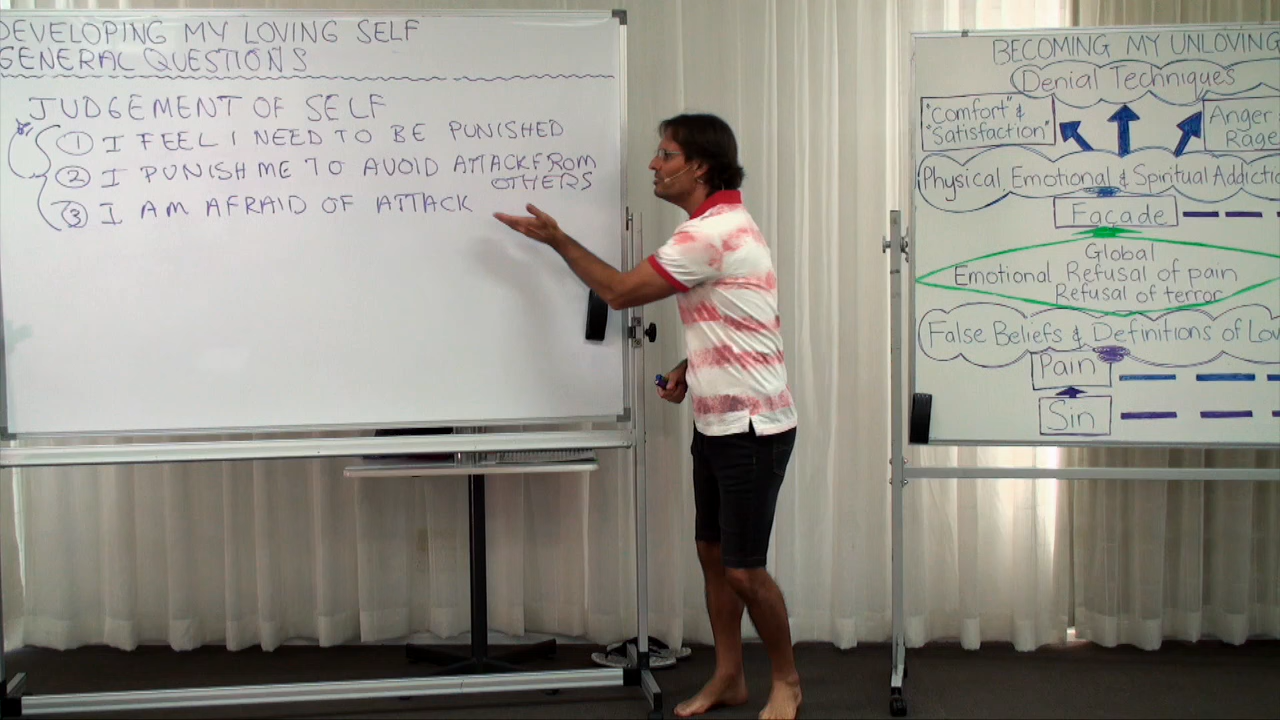 DEVELOPING MY LOVING SELF
GENERAL QUESTIONS
JUDGEMENT OF SELF
① I FEEL I NEED TO BE PUNISHED
② I PUNISH ME TO AVOID ATTACK FROM
OTHERS
③ I AM AFRAID OF ATTACK
BECOMING MY UNLOVING
Denial Techniques
"Comfort" &
"Satisfaction"
Anger
Rage
Physical Emotional & Spiritual
Façade
Global
Emotional Refusal of pain
Refusal of terror
False Beliefs & Definitions of
Pain
Sin